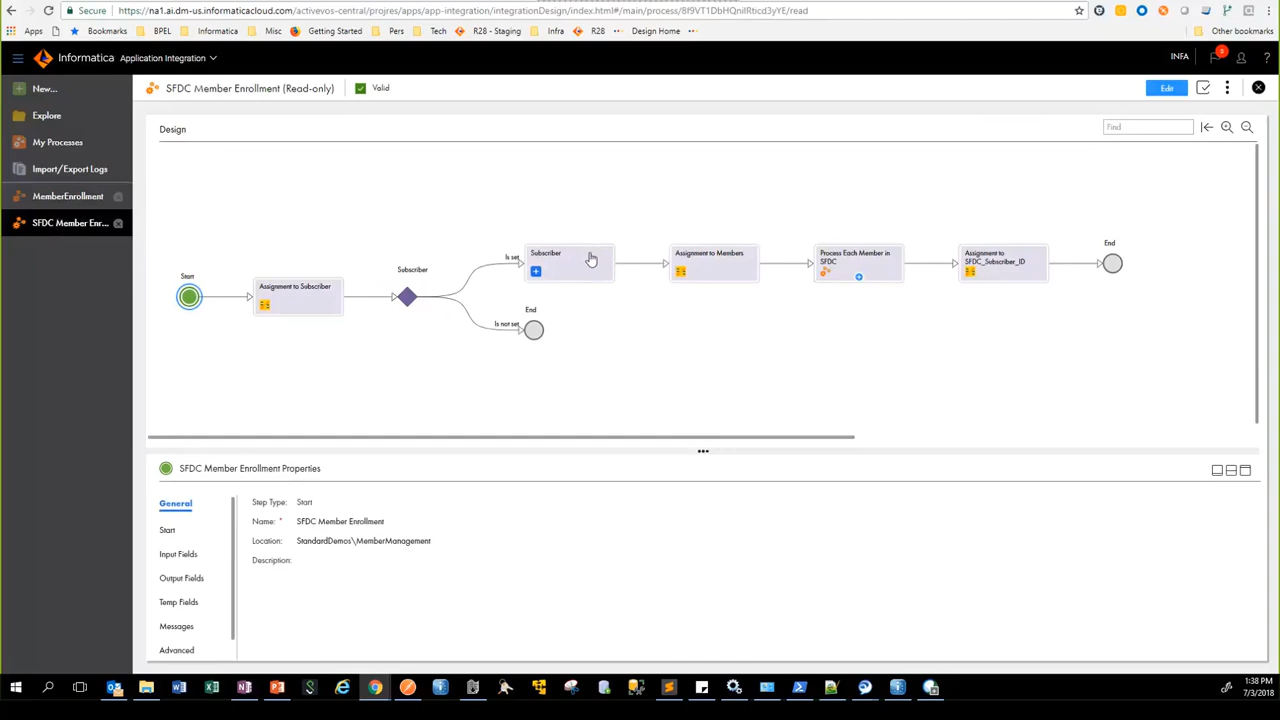 Secure
https://na1.ai.dm-us.informaticacloud.com/activevos-central/projres/apps/app-integration/integrationDesign/index.html#/main/process/8f9VT1DbHQnilRticd3yYE/read
Apps
Bookmarks
BPEL
Informatica
Misc
Getting Started
Pers
Tech
R28 - Staging
Infra
R28
Design Home
Other bookmarks
Informatica
Application Integration
INFA
3
?
New...
Explore
My Processes
Import/Export Logs
MemberEnrollment
SFDC Member Enr...
SFDC Member Enrollment (Read-only)
Valid
Edit
Design
Find
Start
Assignment to Subscriber
Subscriber
Is set
Is not set
Subscriber
End
Assignment to Members
Process Each Member in
SFDC
Assignment to
SFDC_Subscriber_ID
End
SFDC Member Enrollment Properties
General
Start
Input Fields
Output Fields
Temp Fields
Messages
Advanced
Step Type: Start
Name: * SFDC Member Enrollment
Location: StandardDemos\MemberManagement
Description:
1:38 PM
7/3/2018